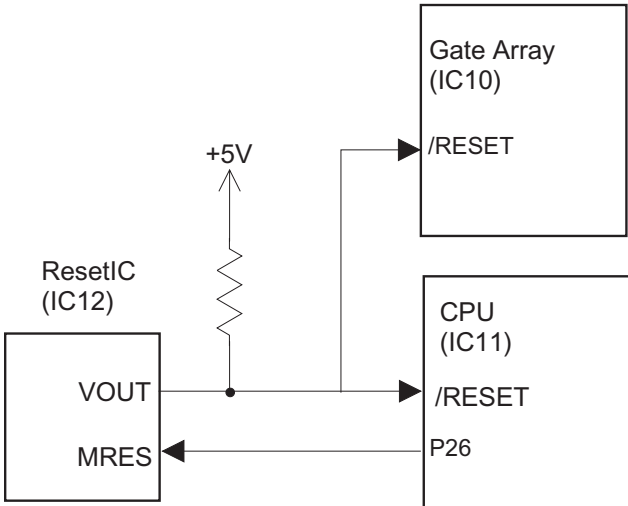 Gate Array
(IC10)
/RESET
+5V
ResetIC
(IC12)
CPU
(IC11)
VOUT
/RESET
MRES
P26